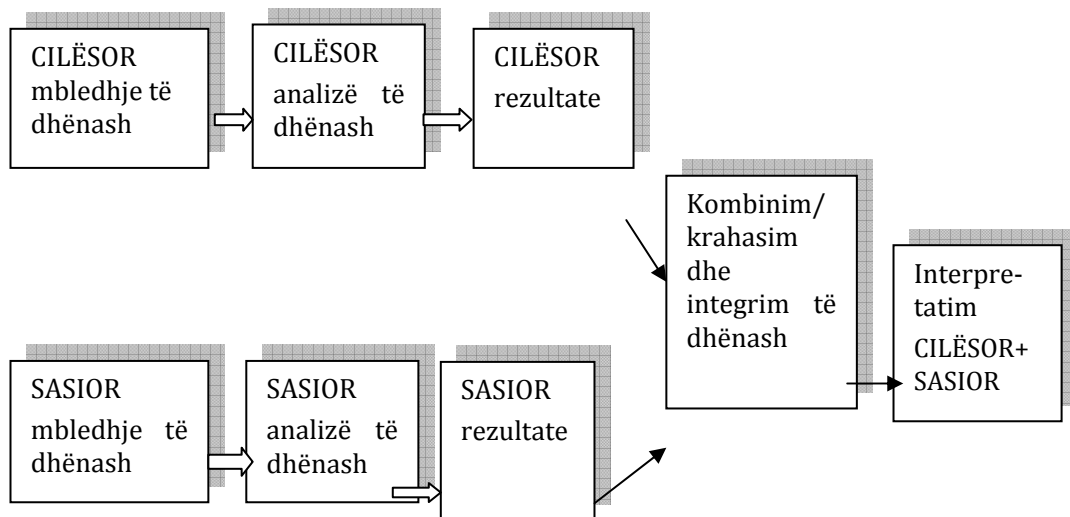 CILËSOR
mbledhje të
dhënash
CILËSOR
analizë të
dhënash
CILËSOR
rezultate
Kombinim/
krahasim
dhe
integrim të
dhënash
Interpre-
tatim
CILËSOR+
SASIOR
SASIOR
mbledhje të
dhënash
SASIOR
analizë të
dhënash
SASIOR
rezultate